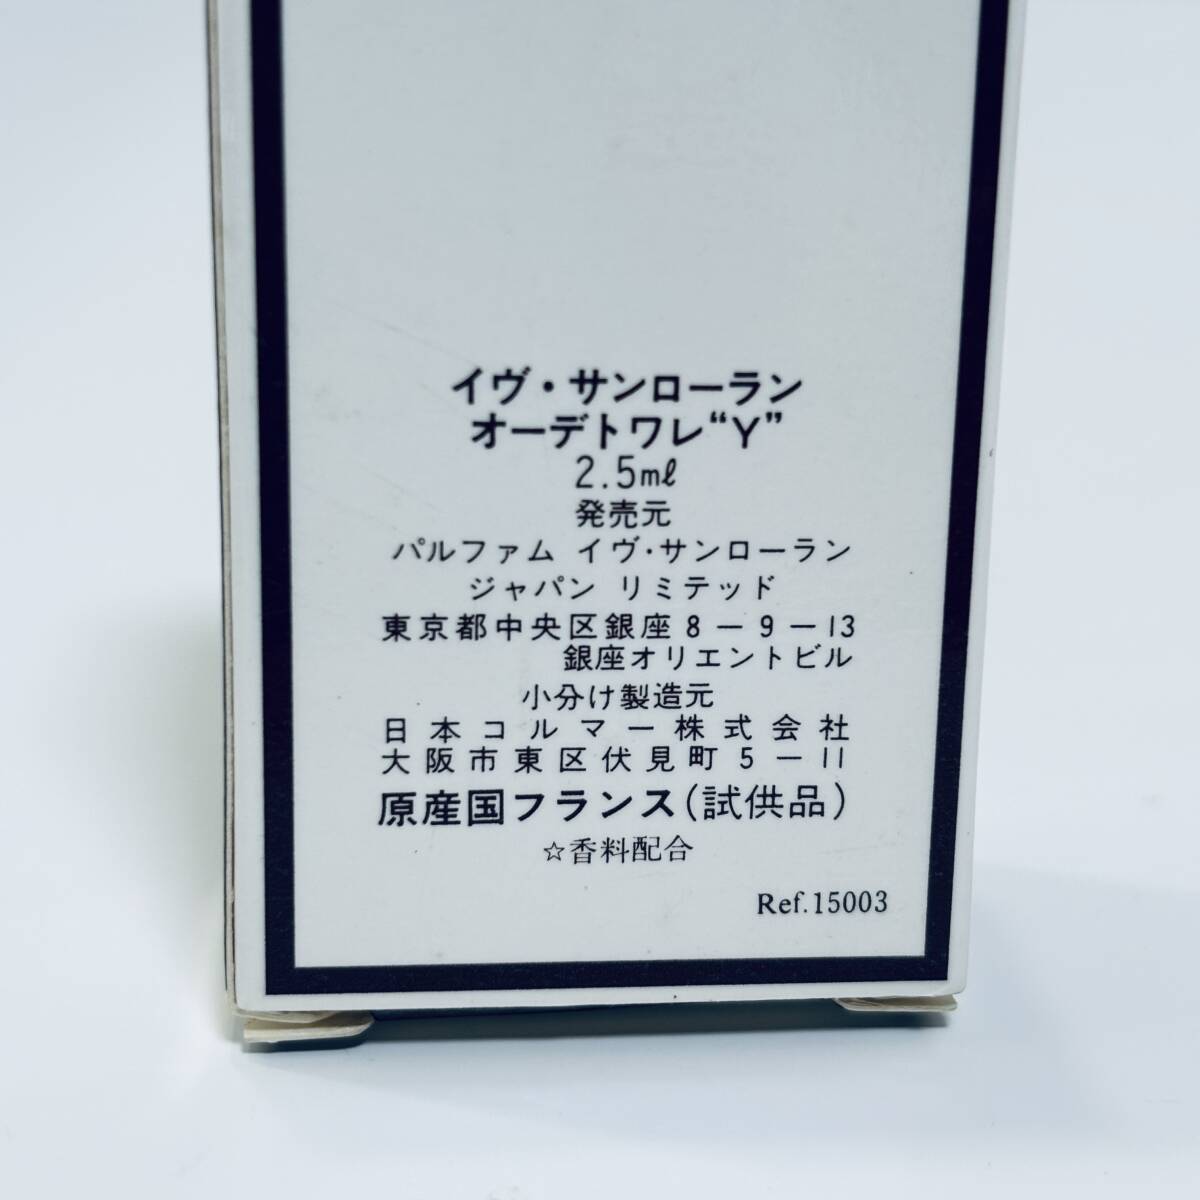 イヴ・サンローラン
オーデトワレ“Y”
2.5mℓ
発売元
パルファム イヴ・サンローラン
ジャパン リミテッド
東京都中央区銀座8－9－13
銀座オリエントビル
小分け製造元
日本コルマー株式会社
大阪市東区伏見町5－11
原産国フランス(試供品)
☆香料配合
Ref.15003